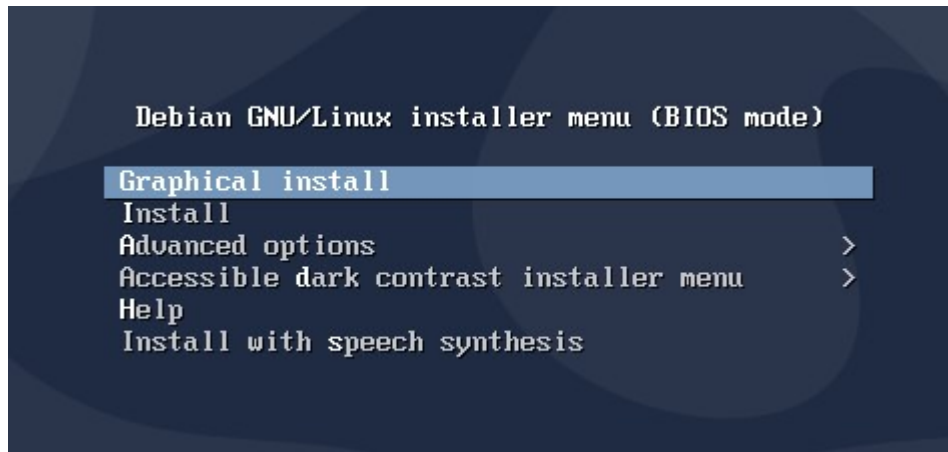 Debian GNU/Linux installer menu (BIOS mode)
Graphical install
Install
Advanced options >
Accessible dark contrast installer menu >
Help
Install with speech synthesis